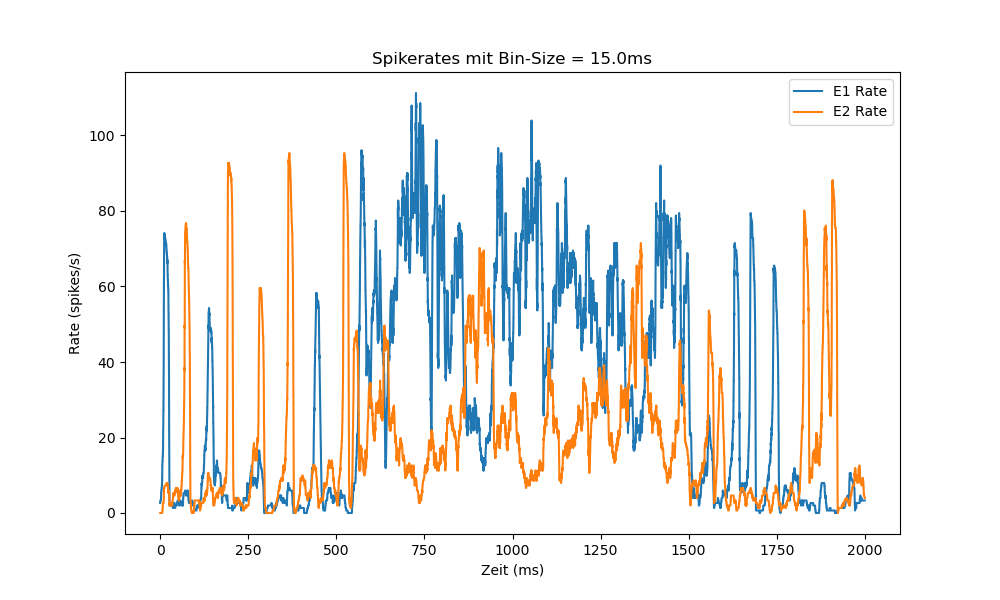 Spikerates mit Bin-Size = 15.0ms
E1 Rate
E2 Rate
Rate (spikes/s)
100
80
60
40
20
0
0 250 500 750 1000 1250 1500 1750 2000
Zeit (ms)